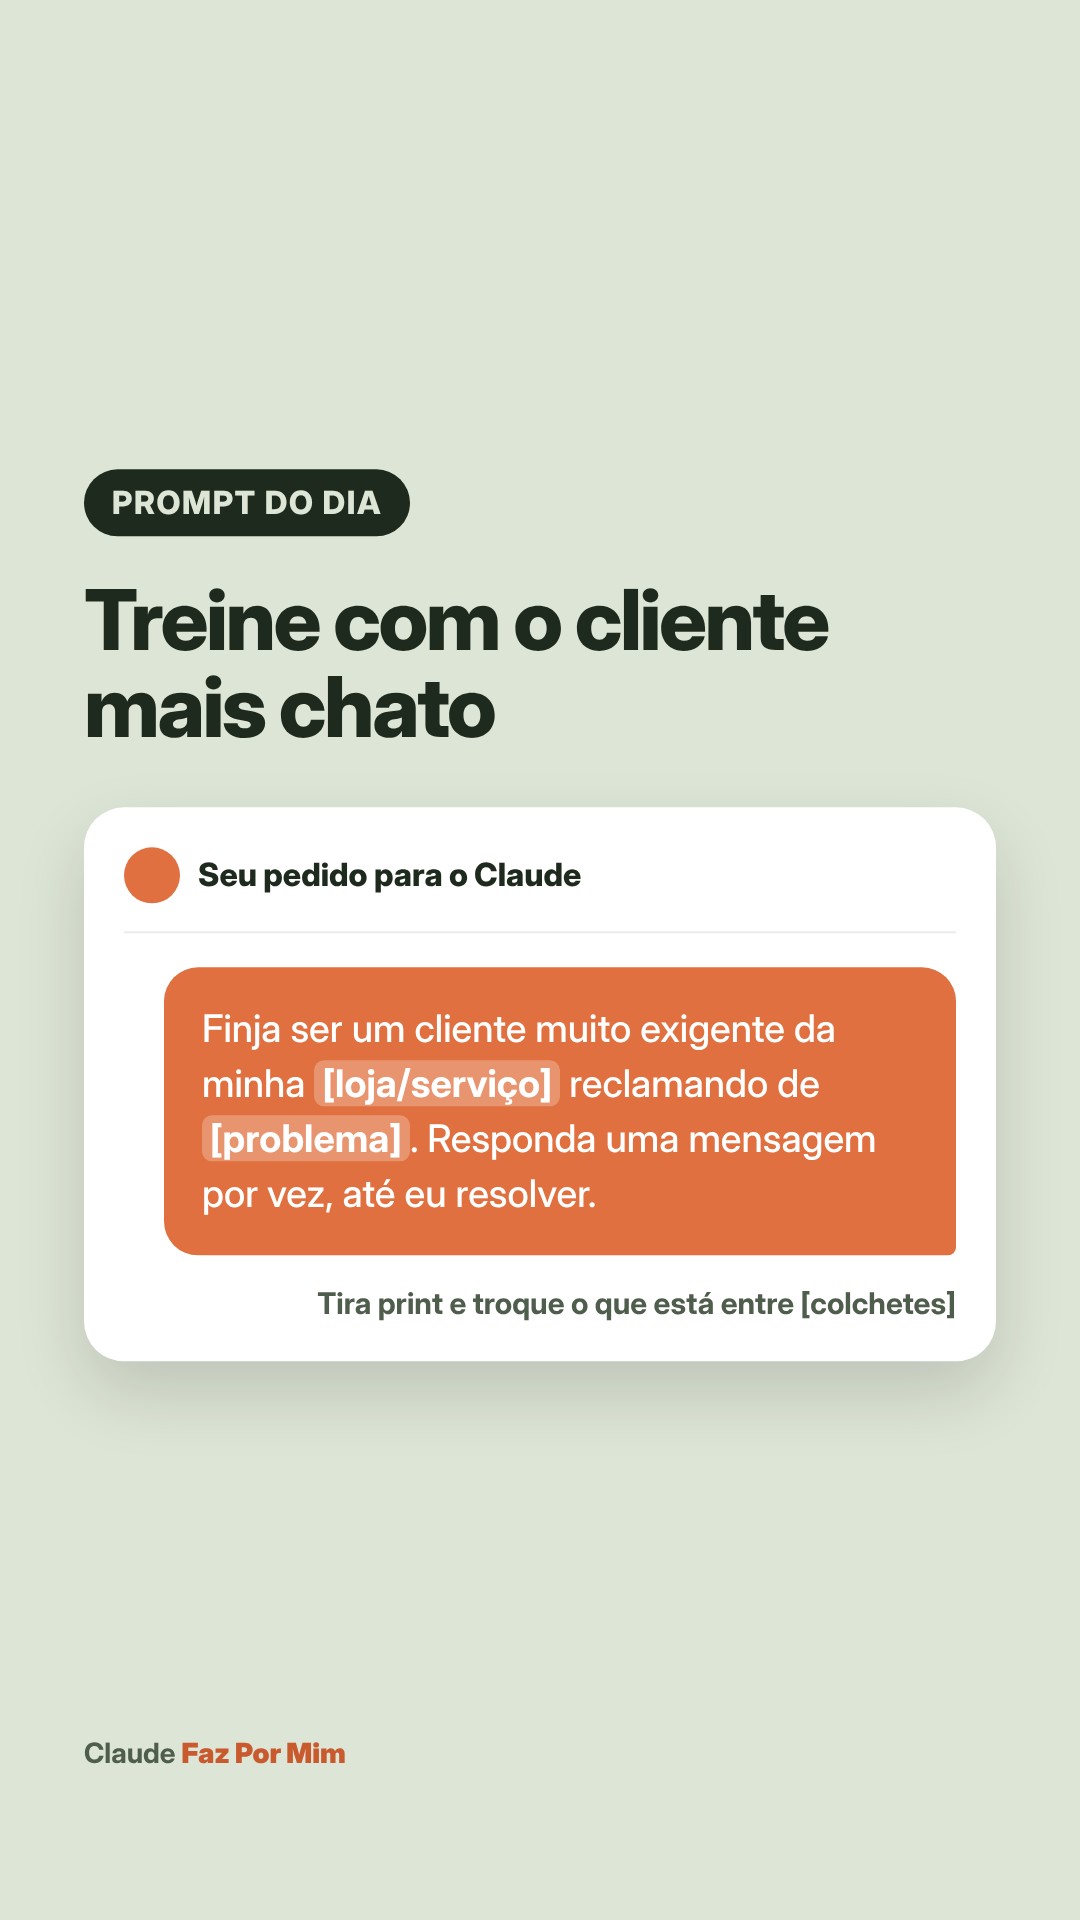 PROMPT DO DIA
Treine com o cliente
mais chato
Seu pedido para o Claude
Finja ser um cliente muito exigente da
minha [loja/serviço] reclamando de
[problema]. Responda uma mensagem
por vez, até eu resolver.
Tira print e troque o que está entre [colchetes]
Claude Faz Por Mim